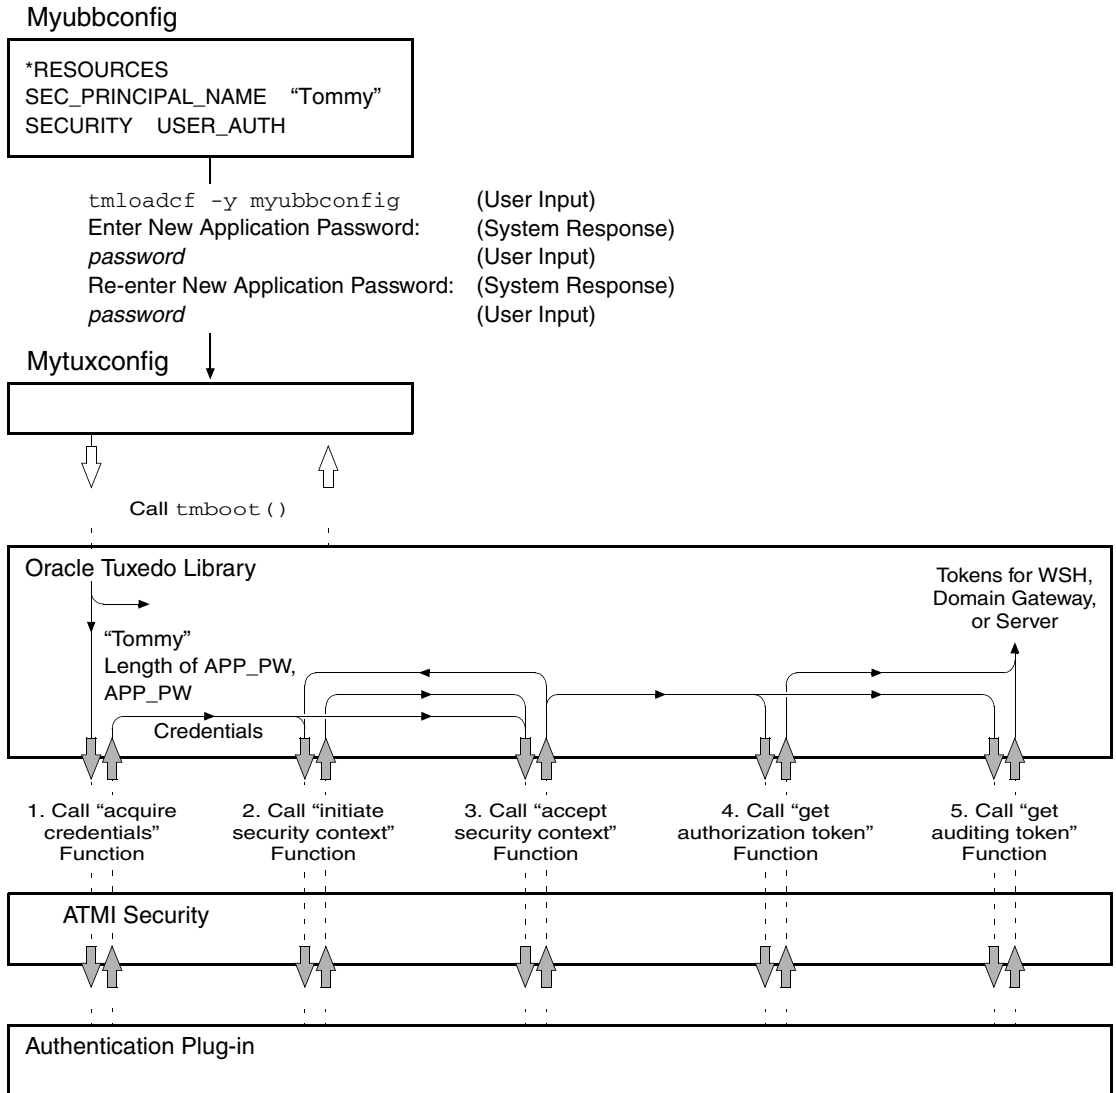 Myubbconfig
*RESOURCES
SEC_PRINCIPAL_NAME “Tommy”
SECURITY USER_AUTH
tmloadcf -y myubbconfig (User Input)
Enter New Application Password: (System Response)
password (User Input)
Re-enter New Application Password: (System Response)
password (User Input)
Mytuxconfig
Call tmboot()
Oracle Tuxedo Library
Tokens for WSH,
Domain Gateway,
or Server
“Tommy”
Length of APP_PW,
APP_PW
Credentials
1. Call “acquire
credentials”
Function
2. Call “initiate
security context”
Function
3. Call “accept
security context”
Function
4. Call “get
authorization token”
Function
5. Call “get
auditing token”
Function
ATMI Security
Authentication Plug-in